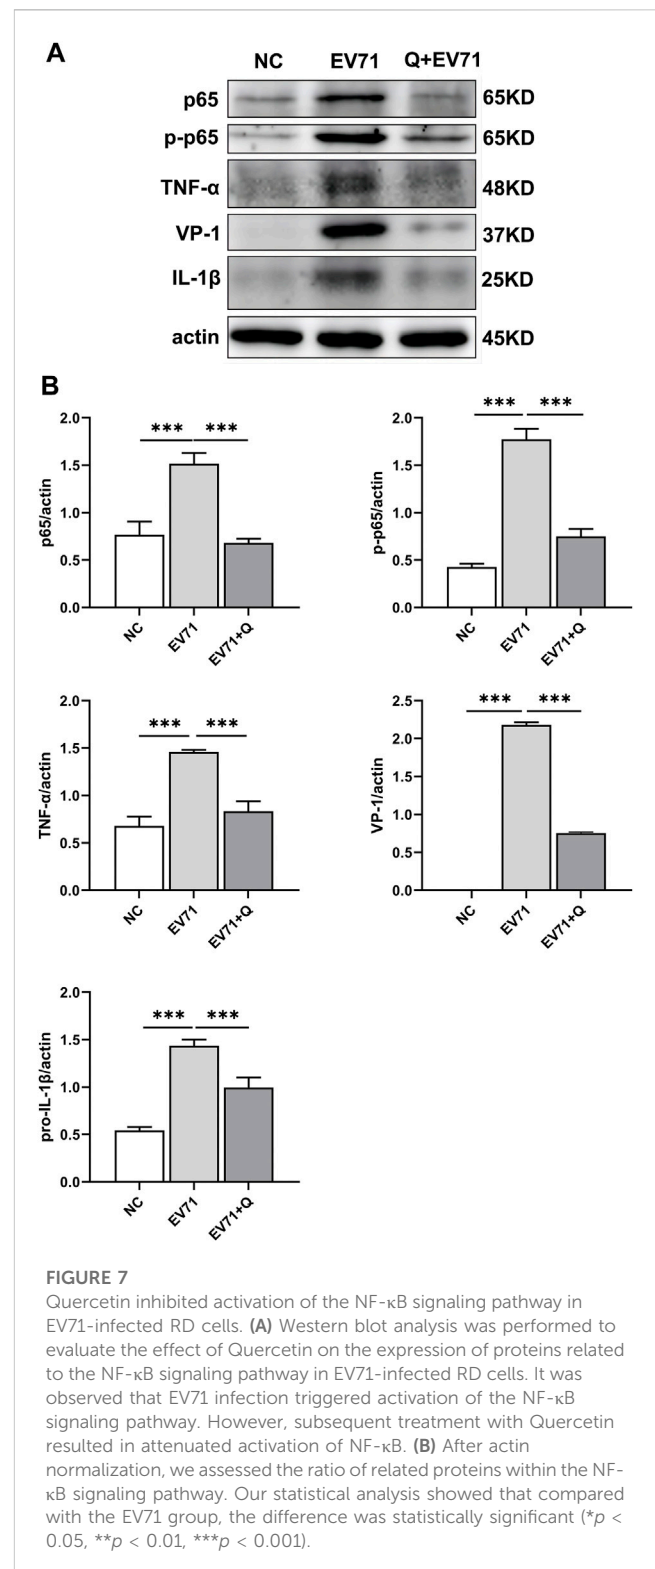 A
NC EV71 Q+EV71
p65 65KD
p-p65 65KD
TNF-α 48KD
VP-1 37KD
IL-1β 25KD
actin 45KD
B
2.0
1.5
1.0
0.5
0.0
p65/actin
*** ***
NC EV71 EV71+Q
2.0
1.5
1.0
0.5
0.0
p-p65/actin
*** ***
NC EV71 EV71+Q
2.0
1.5
1.0
0.5
0.0
TNF-α/actin
*** ***
NC EV71 EV71+Q
2.5
2.0
1.5
1.0
0.5
0.0
VP-1/actin
*** ***
NC EV71 EV71+Q
2.0
1.5
1.0
0.5
0.0
pro-IL-1β/actin
*** ***
NC EV71 EV71+Q
FIGURE 7
Quercetin inhibited activation of the NF-κB signaling pathway in
EV71-infected RD cells. (A) Western blot analysis was performed to
evaluate the effect of Quercetin on the expression of proteins related
to the NF-κB signaling pathway in EV71-infected RD cells. It was
observed that EV71 infection triggered activation of the NF-κB
signaling pathway. However, subsequent treatment with Quercetin
resulted in attenuated activation of NF-κB. (B) After actin
normalization, we assessed the ratio of related proteins within the NF-
κB signaling pathway. Our statistical analysis showed that compared
with the EV71 group, the difference was statistically significant (*p <
0.05, **p < 0.01, ***p < 0.001).